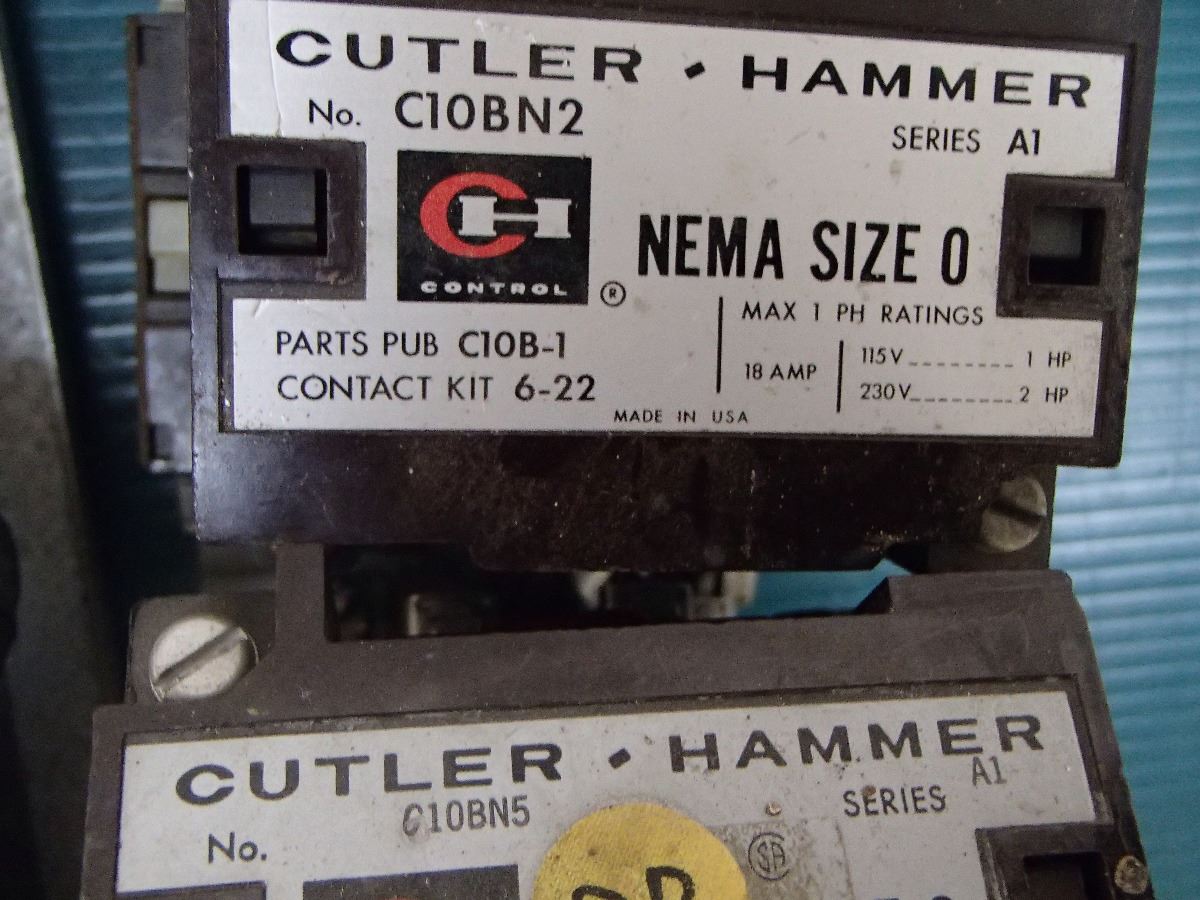 CUTLER • HAMMER
No. C10BN2
SERIES A1
CH
CONTROL ®
NEMA SIZE 0
MAX 1 PH RATINGS
18 AMP
115V 1 HP
230V 2 HP
PARTS PUB C10B-1
CONTACT KIT 6-22
MADE IN USA
CUTLER • HAMMER
No. C10BN5
SERIES A1
SA